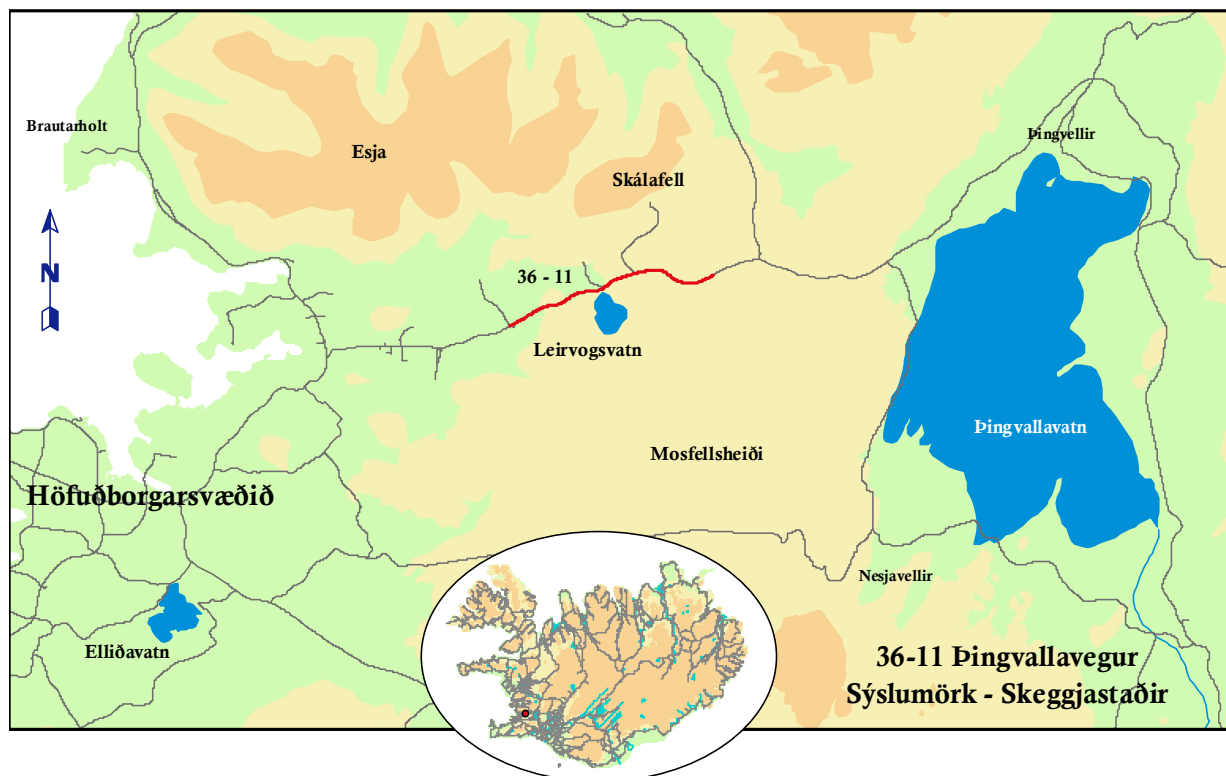 Brautarholt
Esja
Þingvellir
Skálafell
N
36 - 11
Leirvogsvatn
Þingvallavatn
Mosfellsheiði
Höfuðborgarsvæðið
Nesjavellir
Elliðavatn
36-11 Þingvallavegur
Sýslumörk - Skeggjastaðir